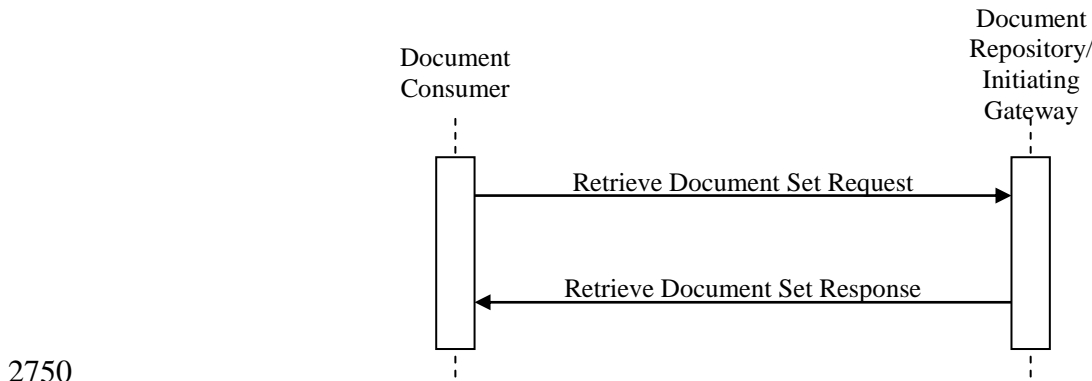 Document
Consumer
Document
Repository/
Initiating
Gateway
Retrieve Document Set Request
Retrieve Document Set Response
2750